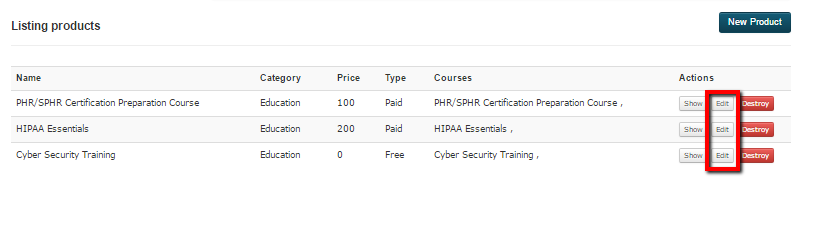 Listing products
New Product
Name Category Price Type Courses Actions
PHR/SPHR Certification Preparation Course Education 100 Paid PHR/SPHR Certification Preparation Course , Show Edit Destroy
HIPAA Essentials Education 200 Paid HIPAA Essentials , Show Edit Destroy
Cyber Security Training Education 0 Free Cyber Security Training , Show Edit Destroy